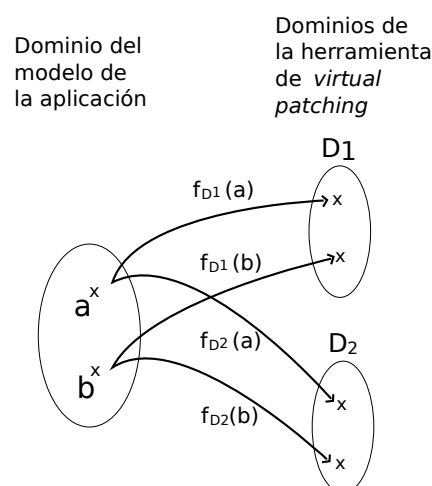 Dominio del
modelo de
la aplicación
Dominios de
la herramienta
de virtual
patching
D1
fD1 (a)
x
fD1 (b)
x
x
a
fD2 (a)
D2
x
b
x
fD2(b)
x